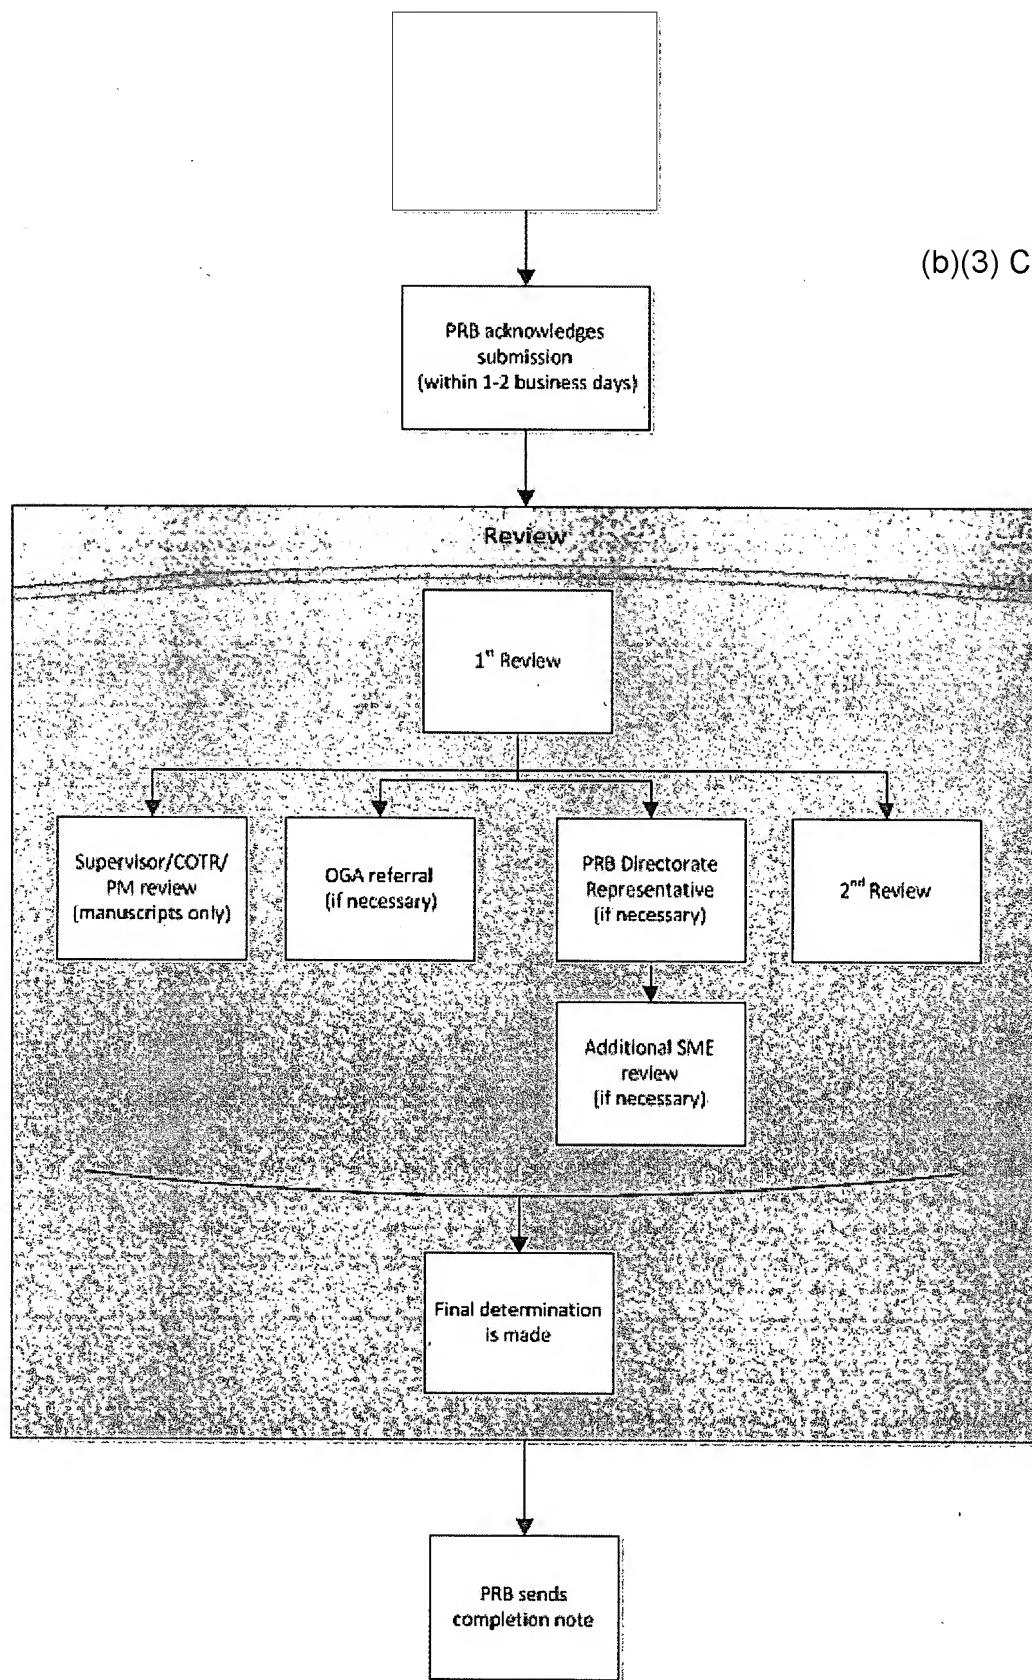 (b)(3) C
PRB acknowledges
submission
(within 1-2 business days)
Review
1st Review
Supervisor/COTR/
PM review
(manuscripts only)
OGA referral
(if necessary)
PRB Directorate
Representative
(if necessary)
2nd Review
Additional SME
review
(if necessary)
Final determination
is made
PRB sends
completion note